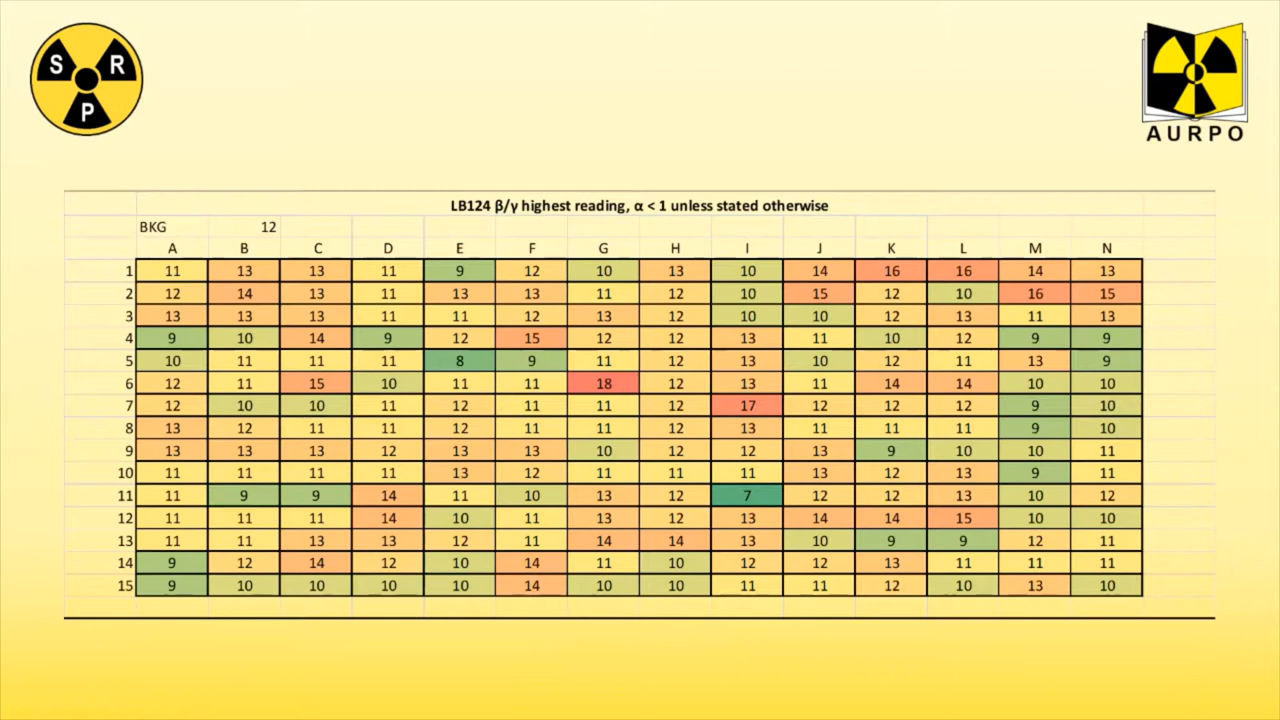 S R
P
AURPO
LB124 β/γ highest reading, α < 1 unless stated otherwise
BKG 12
A B C D E F G H I J K L M N
1 11 13 13 11 9 12 10 13 10 14 16 16 14 13
2 12 14 13 11 13 13 11 12 10 15 12 10 16 15
3 13 13 13 11 11 12 13 12 10 10 12 13 11 13
4 9 10 14 9 12 15 12 12 13 11 10 12 9 9
5 10 11 11 11 8 9 11 12 13 10 12 11 13 9
6 12 11 15 10 11 11 18 12 13 11 14 14 10 10
7 12 10 10 11 12 11 11 12 17 12 12 12 9 10
8 13 12 11 11 12 11 11 12 13 11 11 11 9 10
9 13 13 13 12 13 13 10 12 12 13 9 10 10 11
10 11 11 11 11 13 12 11 11 11 13 12 13 9 11
11 11 9 9 14 11 10 13 12 7 12 12 13 10 12
12 11 11 11 14 10 11 13 12 13 14 14 15 10 10
13 11 11 13 13 12 11 14 14 13 10 9 9 12 11
14 9 12 14 12 10 14 11 10 12 12 13 11 11 11
15 9 10 10 10 10 14 10 10 11 11 12 10 13 10